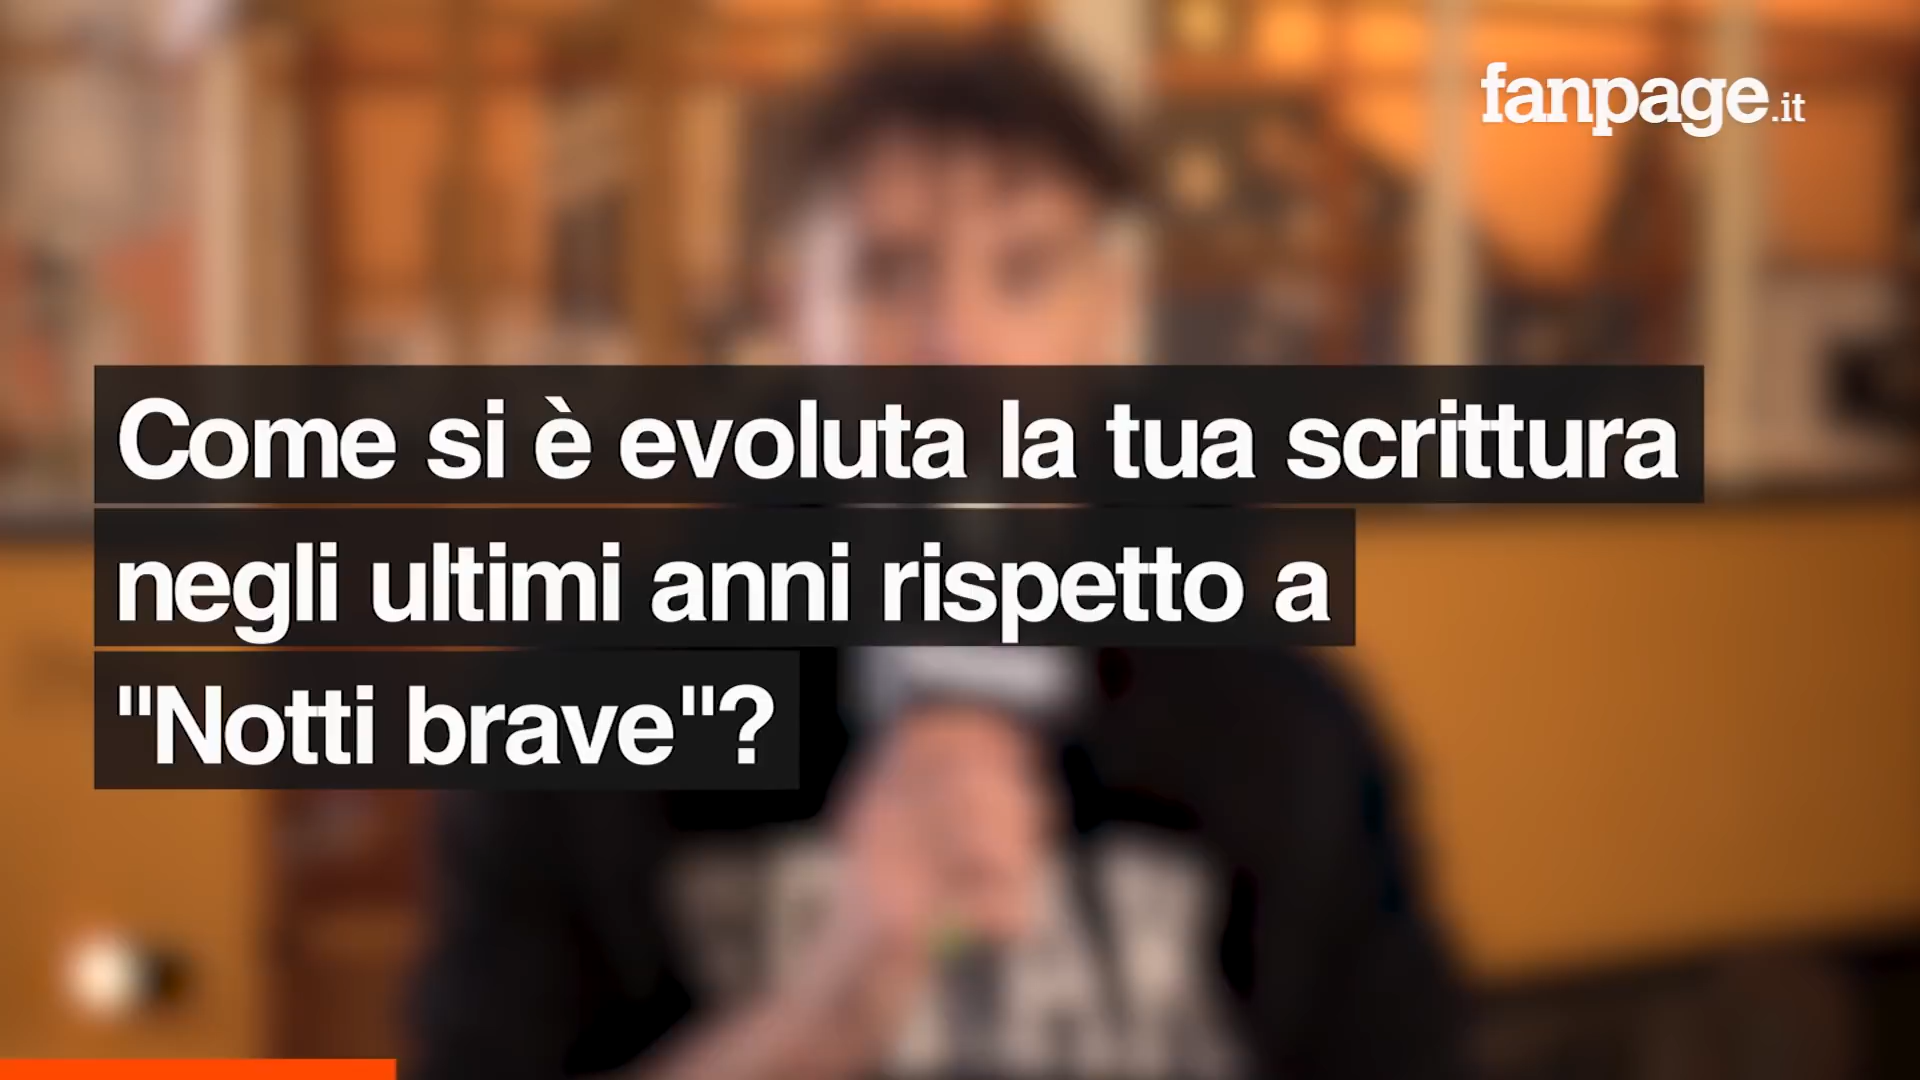 fanpage.it
Come si è evoluta la tua scrittura
negli ultimi anni rispetto a
"Notti brave"?